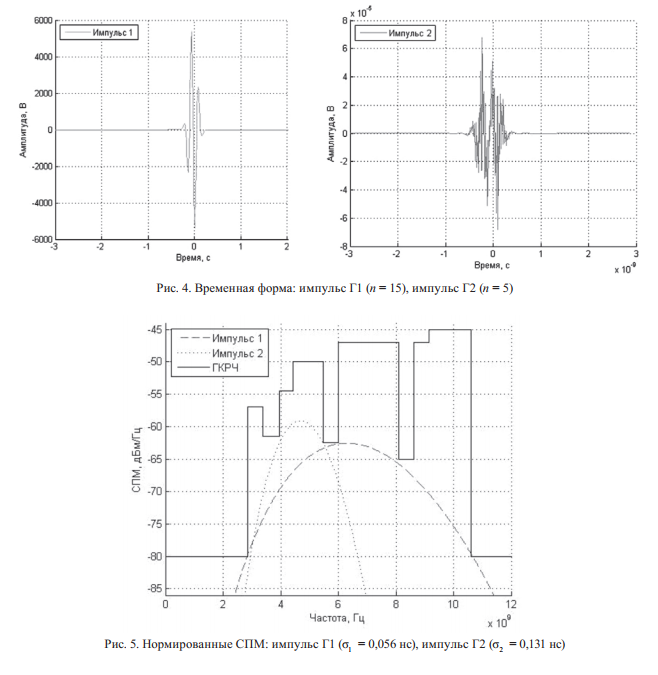 6000
4000
2000
0
-2000
-4000
-6000
-3
-2
-1
0
1
2
Амплитуда, В
Время, с
Импульс 1
x 10⁻⁵
8
6
4
2
0
-2
-4
-6
-8
-3
-2
-1
0
1
2
3
Амплитуда, В
Время, с
x 10⁻⁹
Импульс 2
Рис. 4. Временная форма: импульс Г1 (n = 15), импульс Г2 (n = 5)
-45
-50
-55
-60
-65
-70
-75
-80
-85
0
2
4
6
8
10
12
СПМ, дБм/Гц
Частота, Гц
x 10⁹
Импульс 1
Импульс 2
ГКРЧ
Рис. 5. Нормированные СПМ: импульс Г1 (σ₁ = 0,056 нс), импульс Г2 (σ₂ = 0,131 нс)